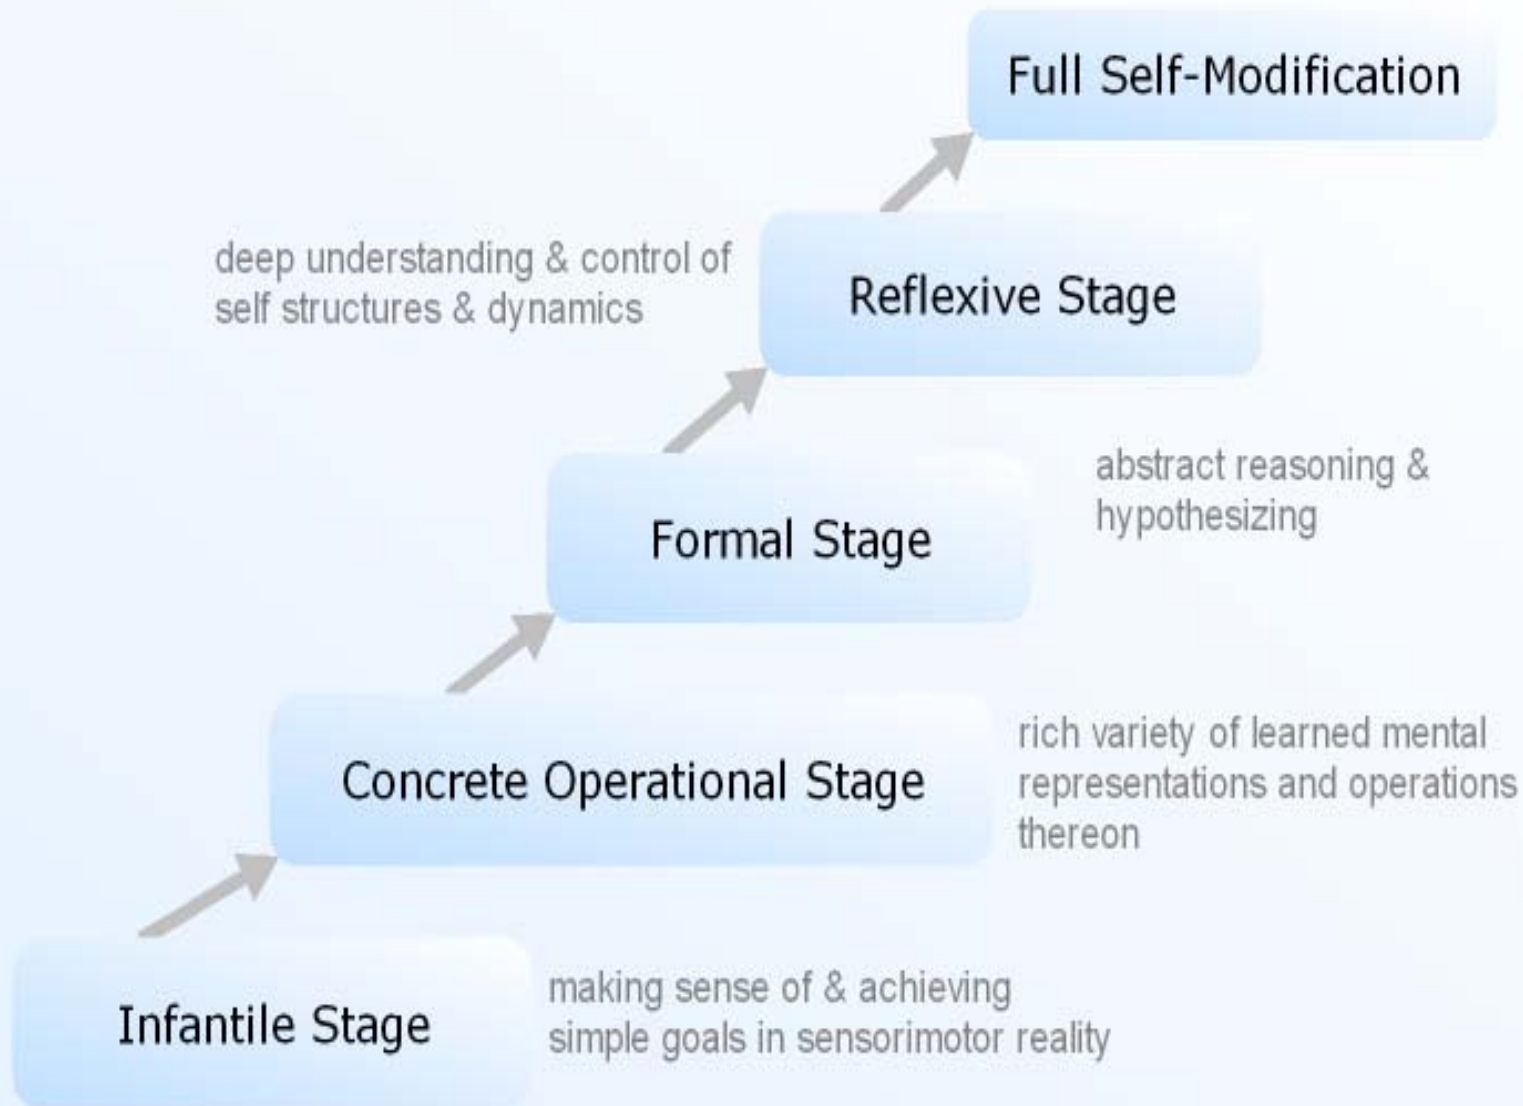 Full Self-Modification
deep understanding & control of
self structures & dynamics
Reflexive Stage
abstract reasoning &
hypothesizing
Formal Stage
Concrete Operational Stage
rich variety of learned mental
representations and operations
thereon
Infantile Stage
making sense of & achieving
simple goals in sensorimotor reality